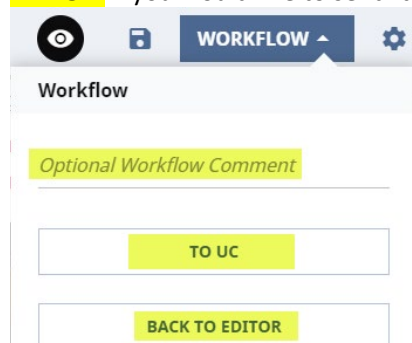 WORKFLOW
Workflow
Optional Workflow Comment
TO UC
BACK TO EDITOR